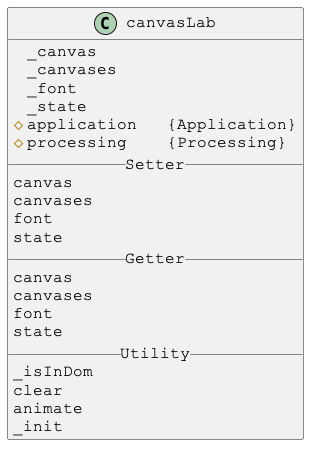 C canvasLab
_canvas
_canvases
_font
_state
application {Application}
processing {Processing}
Setter
canvas
canvases
font
state
Getter
canvas
canvases
font
state
Utility
_isInDom
clear
animate
_init